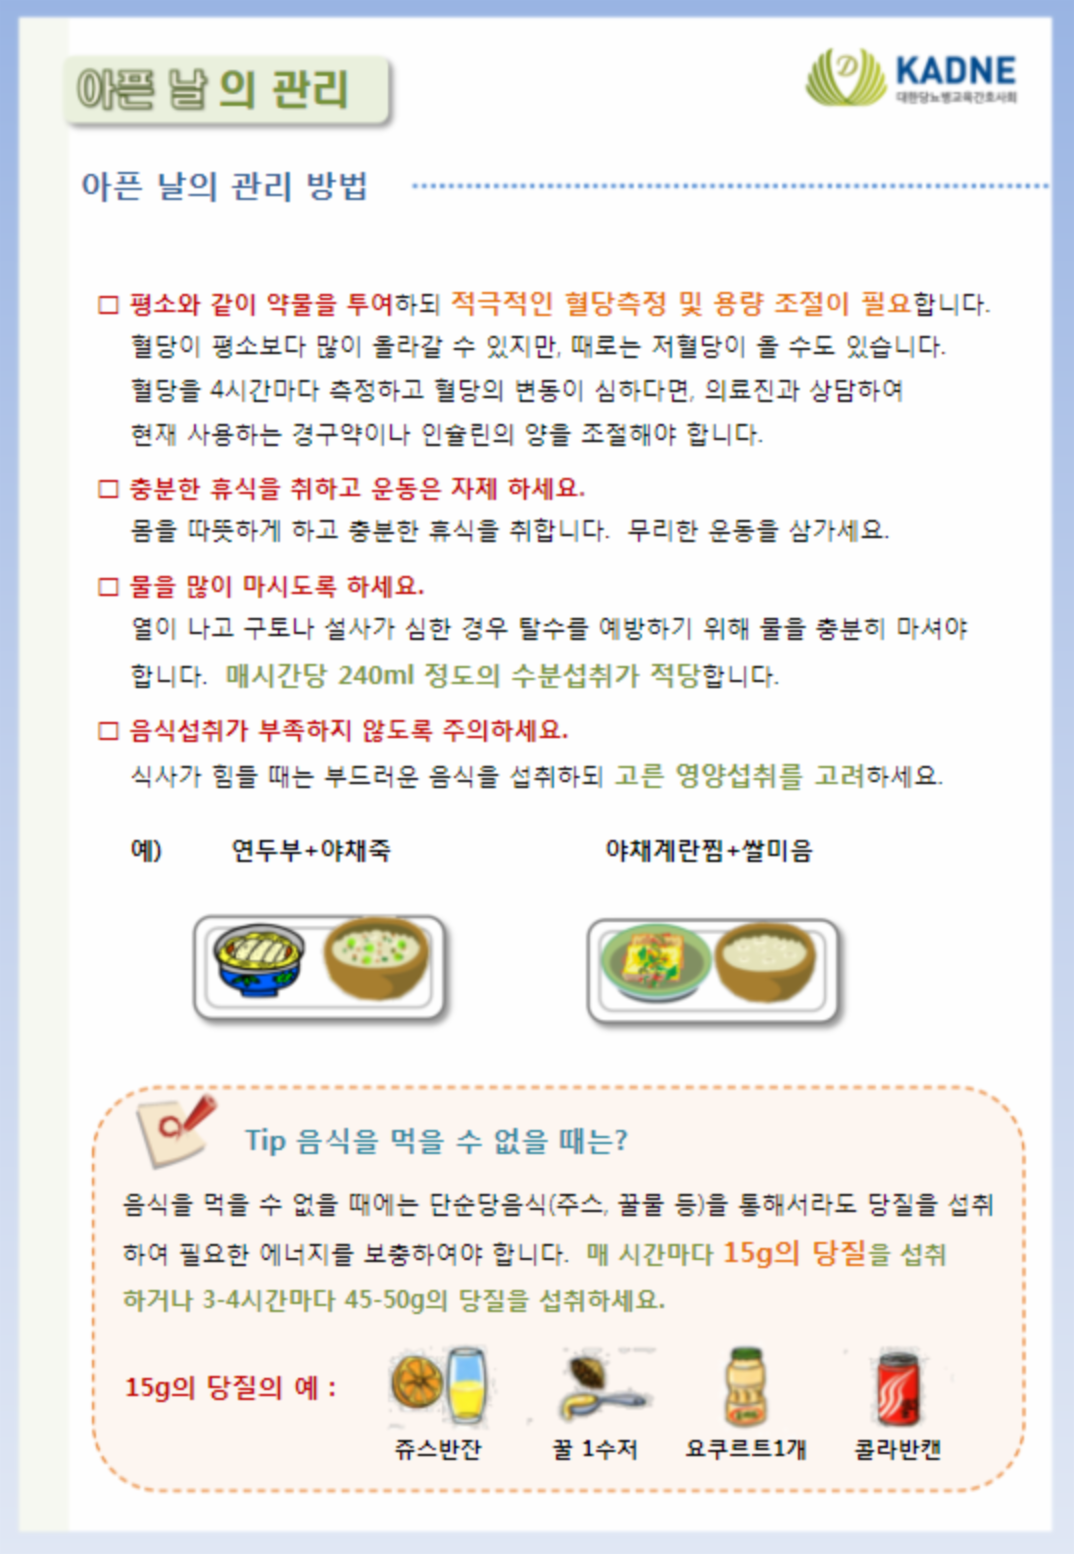 아픈 날의 관리
KADNE
대한당뇨병교육간호사회
아픈 날의 관리 방법
□ 평소와 같이 약물을 투여하되 적극적인 혈당측정 및 용량 조절이 필요합니다.
혈당이 평소보다 많이 올라갈 수 있지만, 때로는 저혈당이 올 수도 있습니다.
혈당을 4시간마다 측정하고 혈당의 변동이 심하다면, 의료진과 상담하여
현재 사용하는 경구약이나 인슐린의 양을 조절해야 합니다.
□ 충분한 휴식을 취하고 운동은 자제 하세요.
몸을 따뜻하게 하고 충분한 휴식을 취합니다. 무리한 운동을 삼가세요.
□ 물을 많이 마시도록 하세요.
열이 나고 구토나 설사가 심한 경우 탈수를 예방하기 위해 물을 충분히 마셔야
합니다. 매시간당 240ml 정도의 수분섭취가 적당합니다.
□ 음식섭취가 부족하지 않도록 주의하세요.
식사가 힘들 때는 부드러운 음식을 섭취하되 고른 영양섭취를 고려하세요.
예) 연두부+야채죽 야채계란찜+쌀미음
Tip 음식을 먹을 수 없을 때는?
음식을 먹을 수 없을 때에는 단순당음식(주스, 꿀물 등)을 통해서라도 당질을 섭취
하여 필요한 에너지를 보충하여야 합니다. 매 시간마다 15g의 당질을 섭취
하거나 3-4시간마다 45-50g의 당질을 섭취하세요.
15g의 당질의 예 :
쥬스반잔 꿀 1수저 요쿠르트1개 콜라반캔